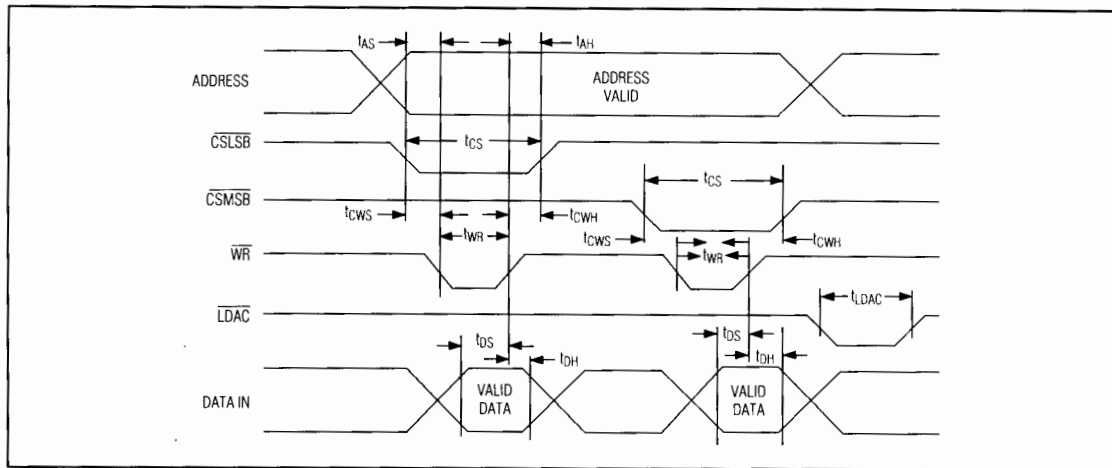 tAS
tAH
ADDRESS
ADDRESS
VALID
CSLSB
tCS
CSMSB
tCS
tCWS
tCWH
tWR
tCWS
tCWH
tWR
WR
tLDAC
LDAC
tDS
tDH
tDS
tDH
DATA IN
VALID
DATA
VALID
DATA